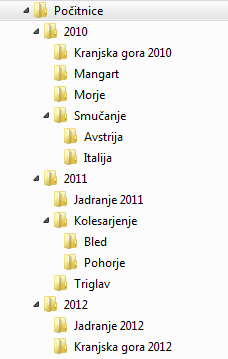 Počitnice
2010
Kranjska gora 2010
Mangart
Morje
Smučanje
Avstrija
Italija
2011
Jadranje 2011
Kolesarjenje
Bled
Pohorje
Triglav
2012
Jadranje 2012
Kranjska gora 2012